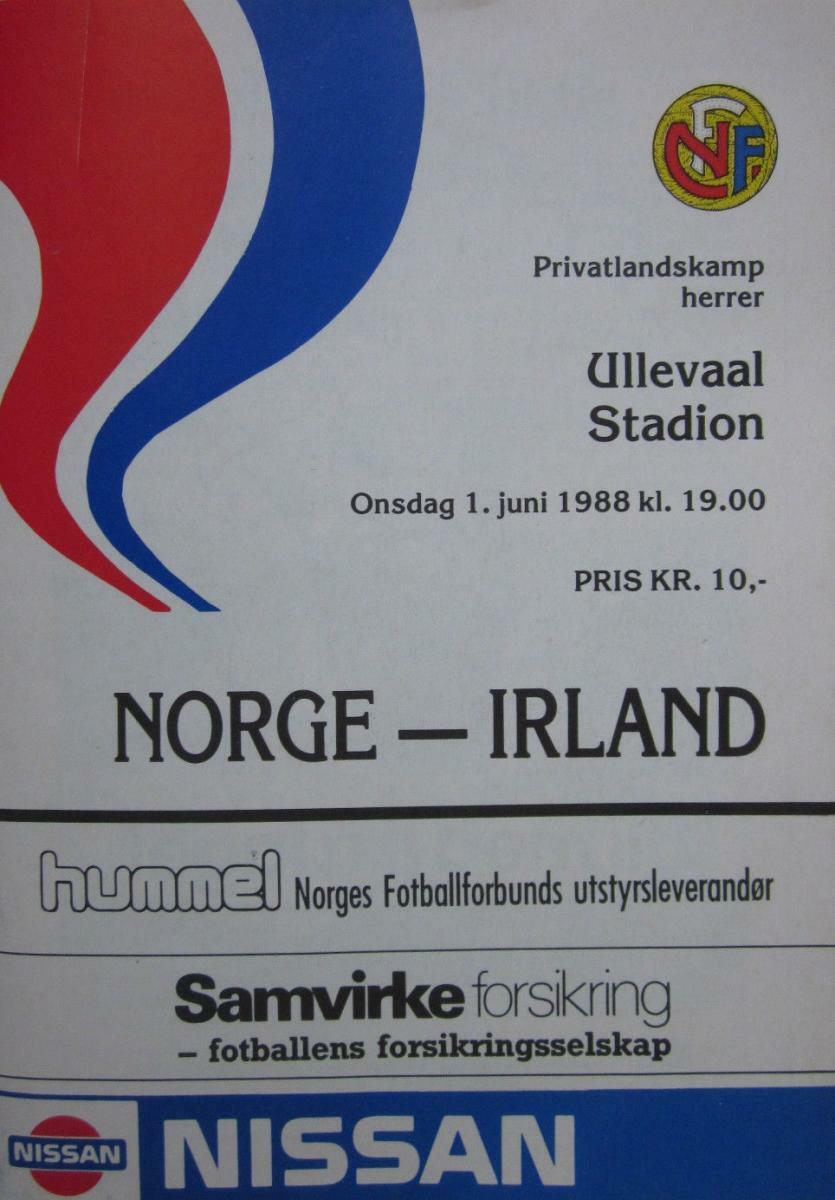 NFF
Privatlandskamp
herrer
Ullevaal
Stadion
Onsdag 1. juni 1988 kl. 19.00
PRIS KR. 10,-
NORGE — IRLAND
hummel Norges Fotballforbunds utstyrsleverandør
Samvirke forsikring
– fotballens forsikringsselskap
NISSAN NISSAN